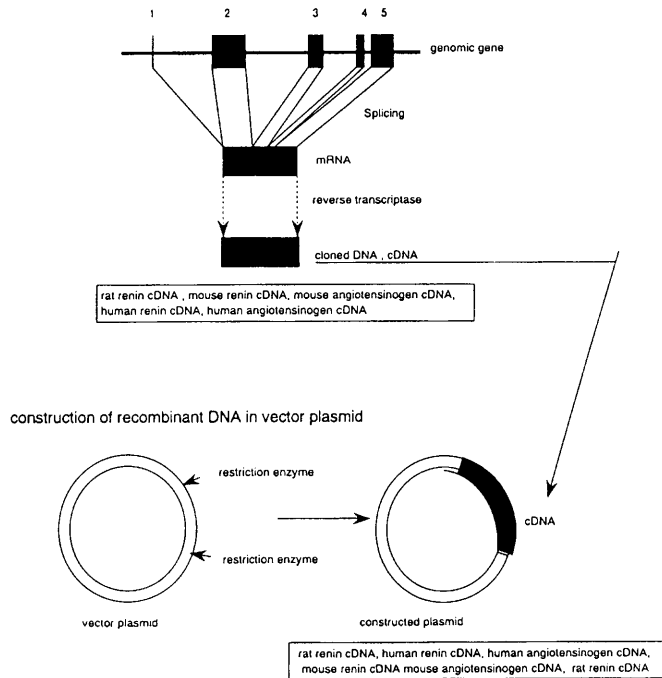 1 2 3 4 5
genomic gene
Splicing
mRNA
reverse transcriptase
cloned DNA , cDNA
rat renin cDNA , mouse renin cDNA, mouse angiotensinogen cDNA,
human renin cDNA, human angiotensinogen cDNA
construction of recombinant DNA in vector plasmid
restriction enzyme
restriction enzyme
cDNA
vector plasmid
constructed plasmid
rat renin cDNA, human renin cDNA, human angiotensinogen cDNA,
mouse renin cDNA mouse angiotensinogen cDNA, rat renin cDNA